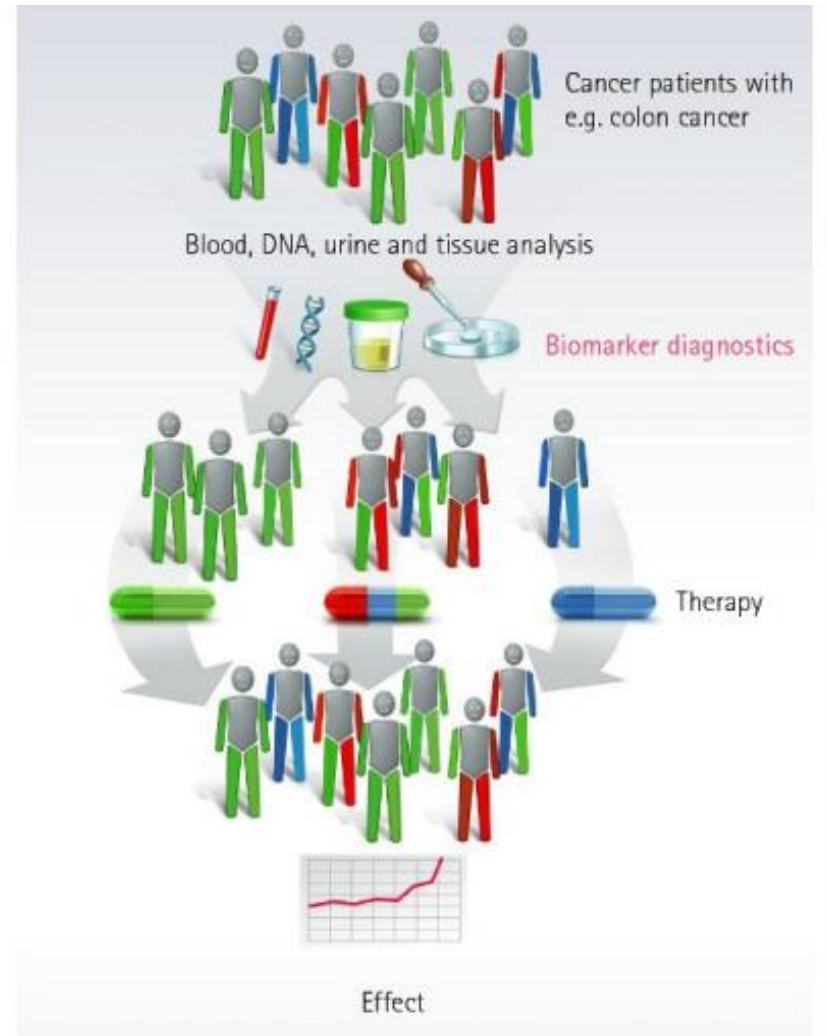 Cancer patients with
e.g. colon cancer
Blood, DNA, urine and tissue analysis
Biomarker diagnostics
Therapy
Effect